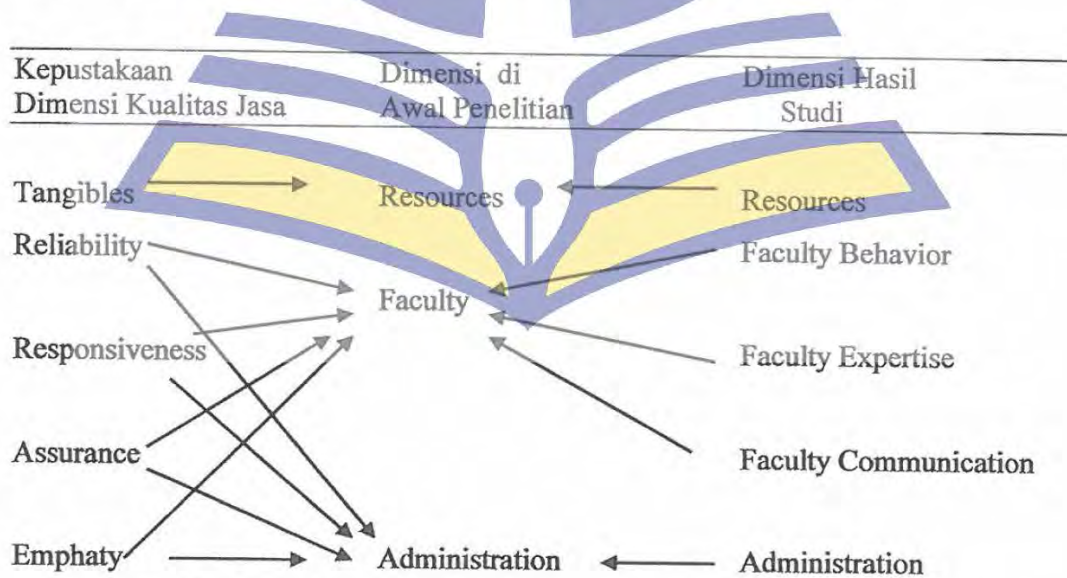 Kepustakaan Dimensi di Dimensi Hasil
Dimensi Kualitas Jasa Awal Penelitian Studi
Tangibles Resources Resources
Reliability Faculty Behavior
Faculty
Responsiveness Faculty Expertise
Assurance Faculty Communication
Emphaty Administration Administration